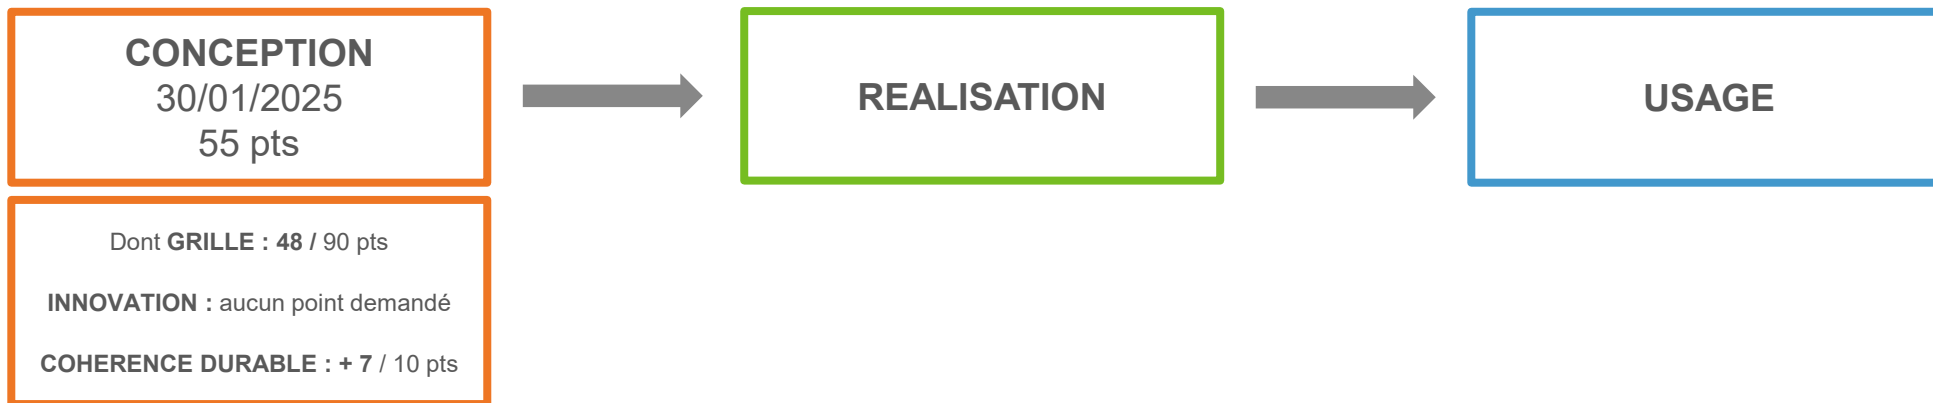 CONCEPTION
30/01/2025
55 pts
REALISATION
USAGE
Dont GRILLE : 48 / 90 pts
INNOVATION : aucun point demandé
COHERENCE DURABLE : + 7 / 10 pts